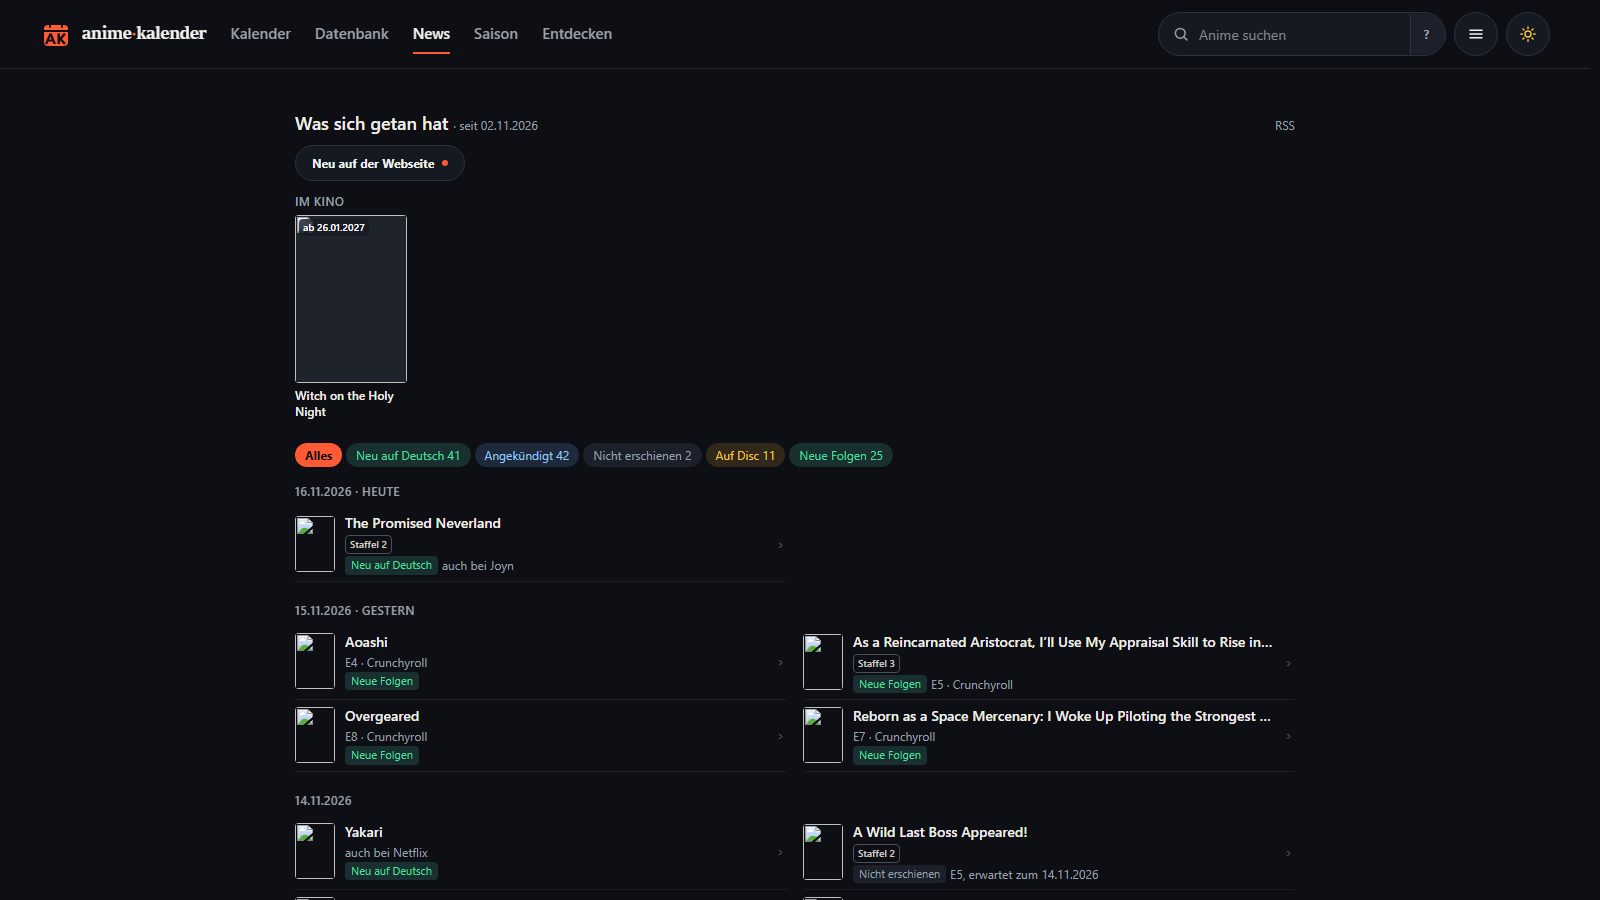 AK anime·kalender Kalender Datenbank News Saison Entdecken Anime suchen ?
Was sich getan hat · seit 02.11.2026 RSS
Neu auf der Webseite
IM KINO
ab 26.01.2027
Witch on the Holy
Night
Alles Neu auf Deutsch 41 Angekündigt 42 Nicht erschienen 2 Auf Disc 11 Neue Folgen 25
16.11.2026 · HEUTE
The Promised Neverland
Staffel 2
Neu auf Deutsch auch bei Joyn
15.11.2026 · GESTERN
Aoashi
E4 · Crunchyroll
Neue Folgen
As a Reincarnated Aristocrat, I’ll Use My Appraisal Skill to Rise in...
Staffel 3
Neue Folgen E5 · Crunchyroll
Overgeared
E8 · Crunchyroll
Neue Folgen
Reborn as a Space Mercenary: I Woke Up Piloting the Strongest ...
E7 · Crunchyroll
Neue Folgen
14.11.2026
Yakari
auch bei Netflix
Neu auf Deutsch
A Wild Last Boss Appeared!
Staffel 2
Nicht erschienen E5, erwartet zum 14.11.2026